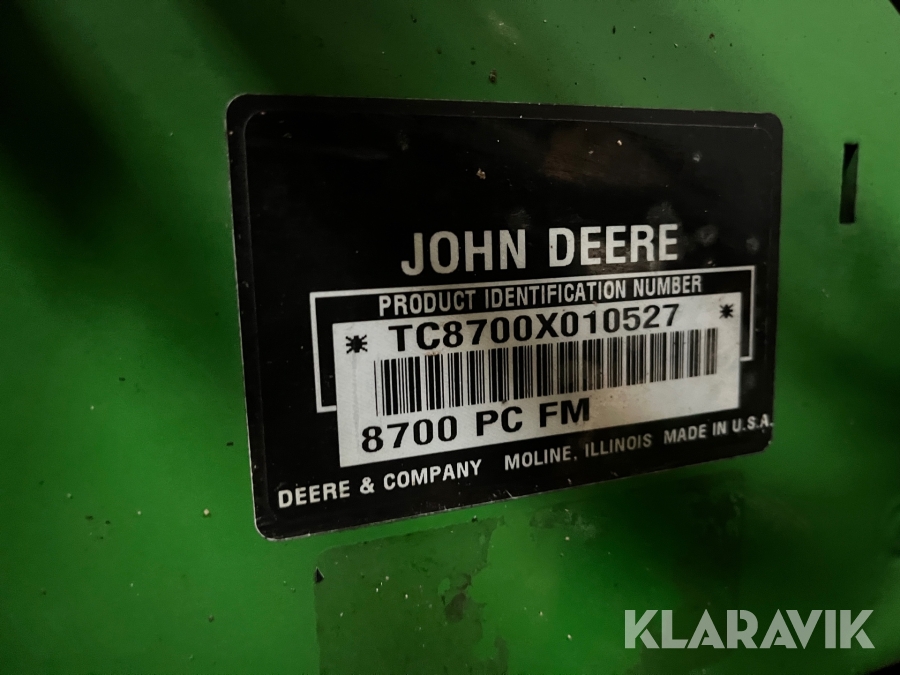 JOHN DEERE
PRODUCT IDENTIFICATION NUMBER
* TC8700X010527 *
8700 PC FM
DEERE & COMPANY MOLINE, ILLINOIS MADE IN U.S.A.
KLARAVIK